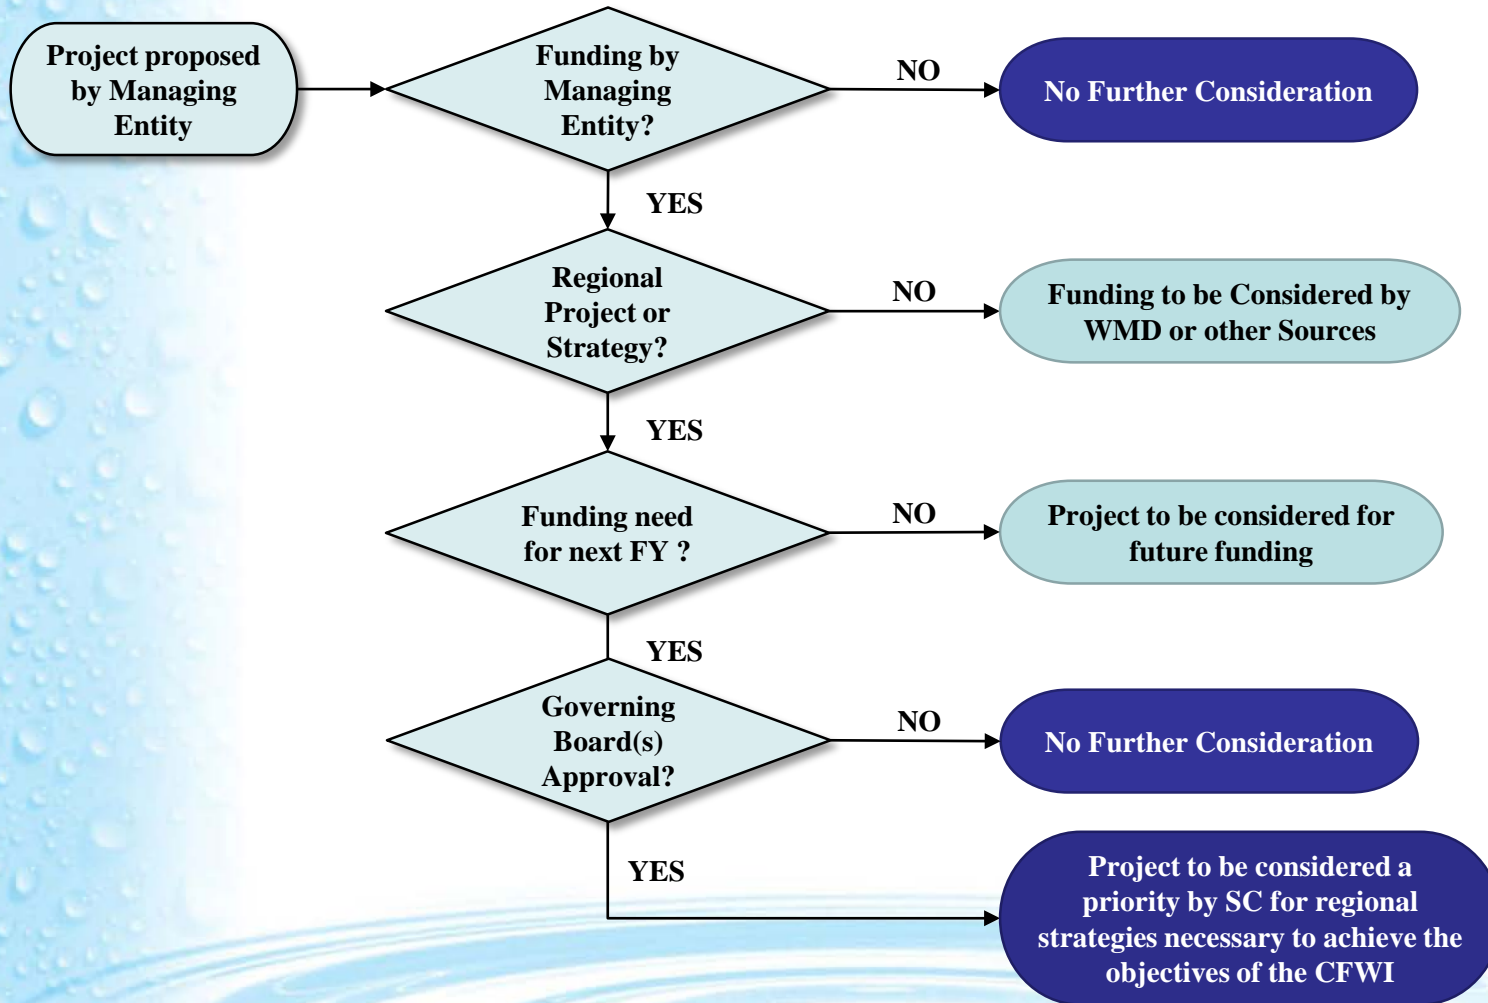 Project proposed
by Managing
Entity
Funding by
Managing
Entity?
NO
No Further Consideration
YES
Regional
Project or
Strategy?
NO
Funding to be Considered by
WMD or other Sources
YES
Funding need
for next FY ?
NO
Project to be considered for
future funding
YES
Governing
Board(s)
Approval?
NO
No Further Consideration
YES
Project to be considered a
priority by SC for regional
strategies necessary to achieve the
objectives of the CFWI